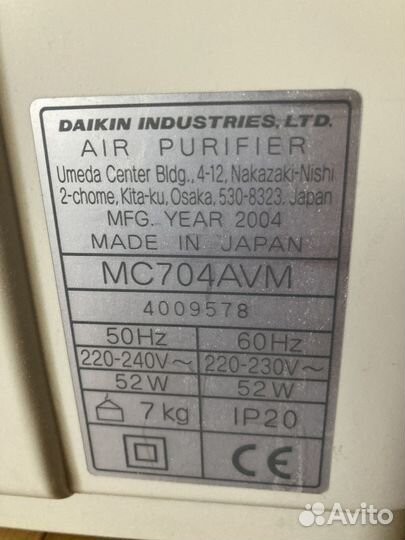 DAIKIN INDUSTRIES, LTD.
AIR PURIFIER
Umeda Center Bldg., 4-12, Nakazaki-Nishi
2-chome, Kita-ku, Osaka, 530-8323, Japan
MFG. YEAR 2004
MADE IN JAPAN
MC704AVM
4009578
50Hz 60Hz
220-240V~ 220-230V~
52W 52W
7kg IP20
CE
Avito